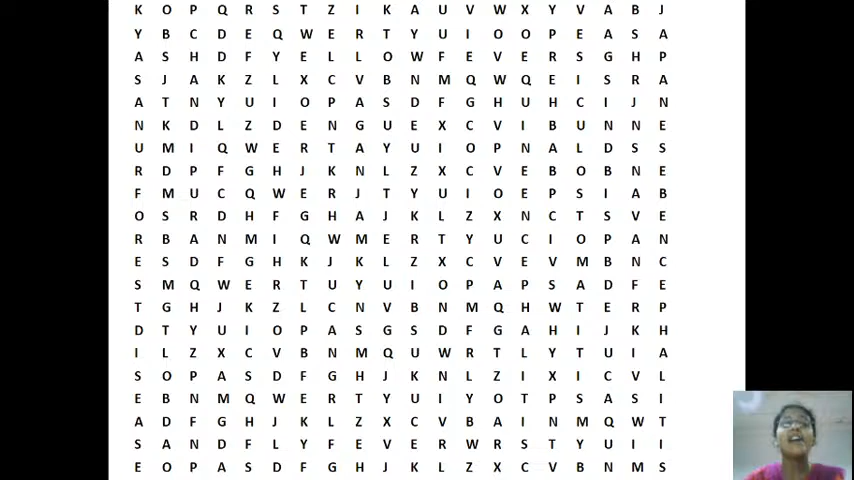 K O P Q R S T Z I K A U V W X Y V A B J
Y B C D E Q W E R T Y U I O O P E A S A
A S H D F Y E L L O W F E V E R S G H P
S J A K Z L X C V B N M Q W Q E I S R A
A T N Y U I O P A S D F G H U H C I J N
N K D L Z D E N G U E X C V I B U N N E
U M I Q W E R T A Y U I O P N A L D S S
R D P F G H J K N L Z X C V E B O B N E
F M U C Q W E R J T Y U I O E P S I A B
O S R D H F G H A J K L Z X N C T S V E
R B A N M I Q W M E R T Y U C I O P A N
E S D F G H K J K L Z X C V E V M B N C
S M Q W E R T U Y U I O P A P S A D F E
T G H J K Z L C N V B N M Q H W T E R P
D T Y U I O P A S G S D F G A H I J K H
I L Z X C V B N M Q U W R T L Y T U I A
S O P A S D F G H J K N L Z I X I C V L
E B N M Q W E R T Y U I Y O T P S A S I
A D F G H J K L Z X C V B A I N M Q W T
S A N D F L Y F E V E R W R S T Y U I I
E O P A S D F G H J K L Z X C V B N M S